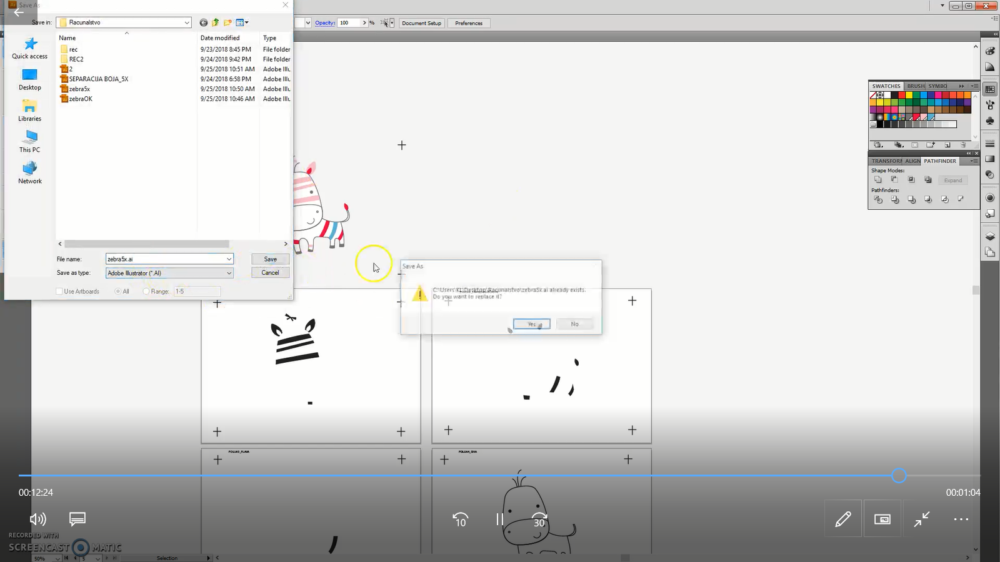 Save As
Save in:
Racunalstvo
Opacity:
100
%
Document Setup
Preferences
Name
Date modified
Type
rec
9/23/2018 8:45 PM
File folder
REC2
9/24/2018 9:42 PM
File folder
2
9/25/2018 10:51 AM
Adobe Illu
SEPARACIJA BOJA_5X
9/24/2018 6:58 PM
Adobe Illu
zebra5x
9/25/2018 10:50 AM
Adobe Illu
zebraOK
9/25/2018 10:46 AM
Adobe Illu
Quick access
Desktop
Libraries
This PC
Network
File name:
zebra5x.ai
Save
Save as type:
Adobe Illustrator (*.AI)
Cancel
Use Artboards
All
Range:
1-5
SWATCHES
BRUSH
SYMBO
TRANSFORM
ALIGN
PATHFINDER
Shape Modes:
Expand
Pathfinders:
Save As
C:\Users\KL\Desktop\Racunalstvo\zebra5x.ai already exists.
Do you want to replace it?
Yes
No
FOLIJA3_PLAVA
FOLIJA4_SIVA
00:12:24
00:01:04
10
30
RECORDED WITH
SCREENCAST MATIC
50%
5
Selection